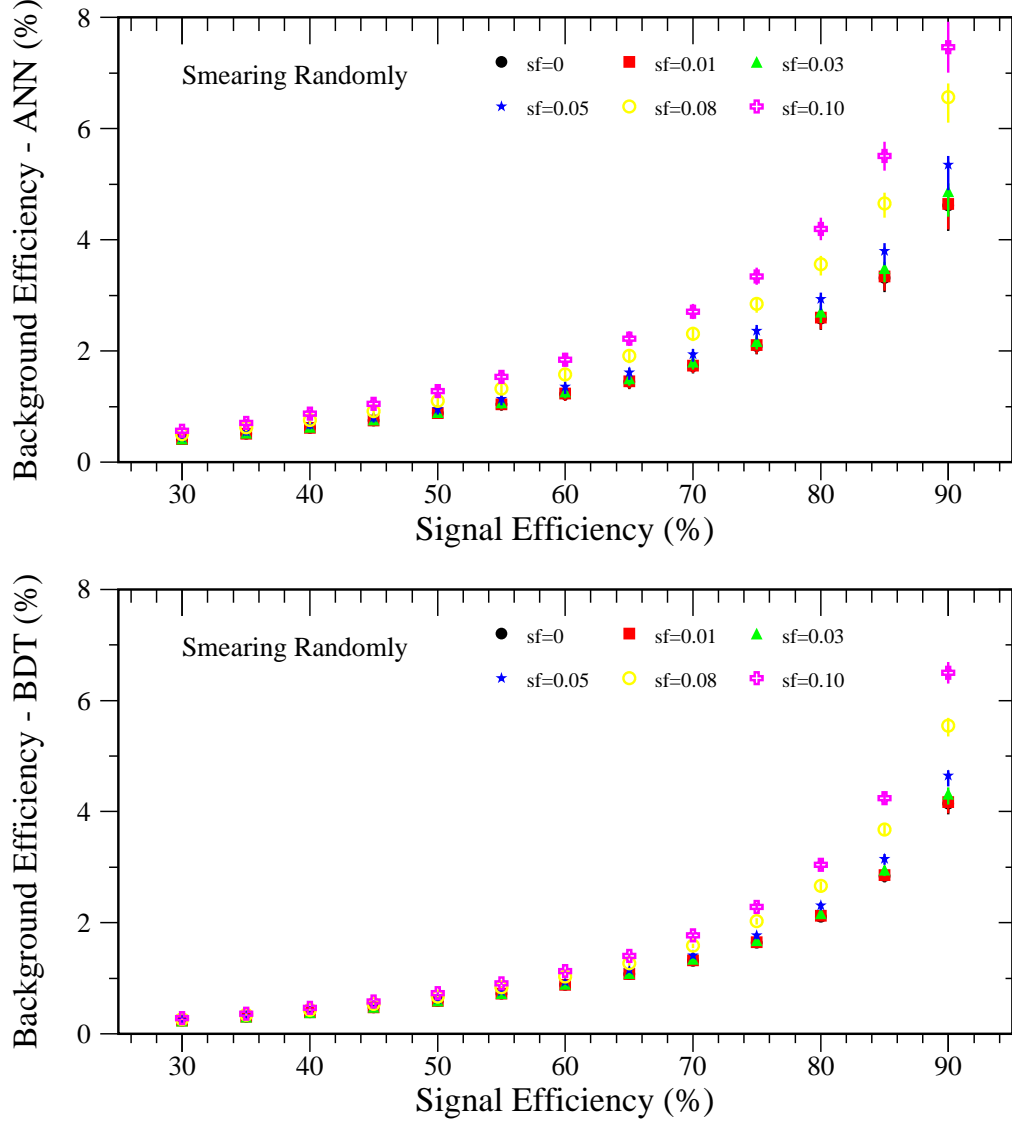 Background Efficiency - ANN (%)
8
6
4
2
0
Smearing Randomly
sf=0 sf=0.01 sf=0.03
sf=0.05 sf=0.08 sf=0.10
30 40 50 60 70 80 90
Signal Efficiency (%)
Background Efficiency - BDT (%)
8
6
4
2
0
Smearing Randomly
sf=0 sf=0.01 sf=0.03
sf=0.05 sf=0.08 sf=0.10
30 40 50 60 70 80 90
Signal Efficiency (%)